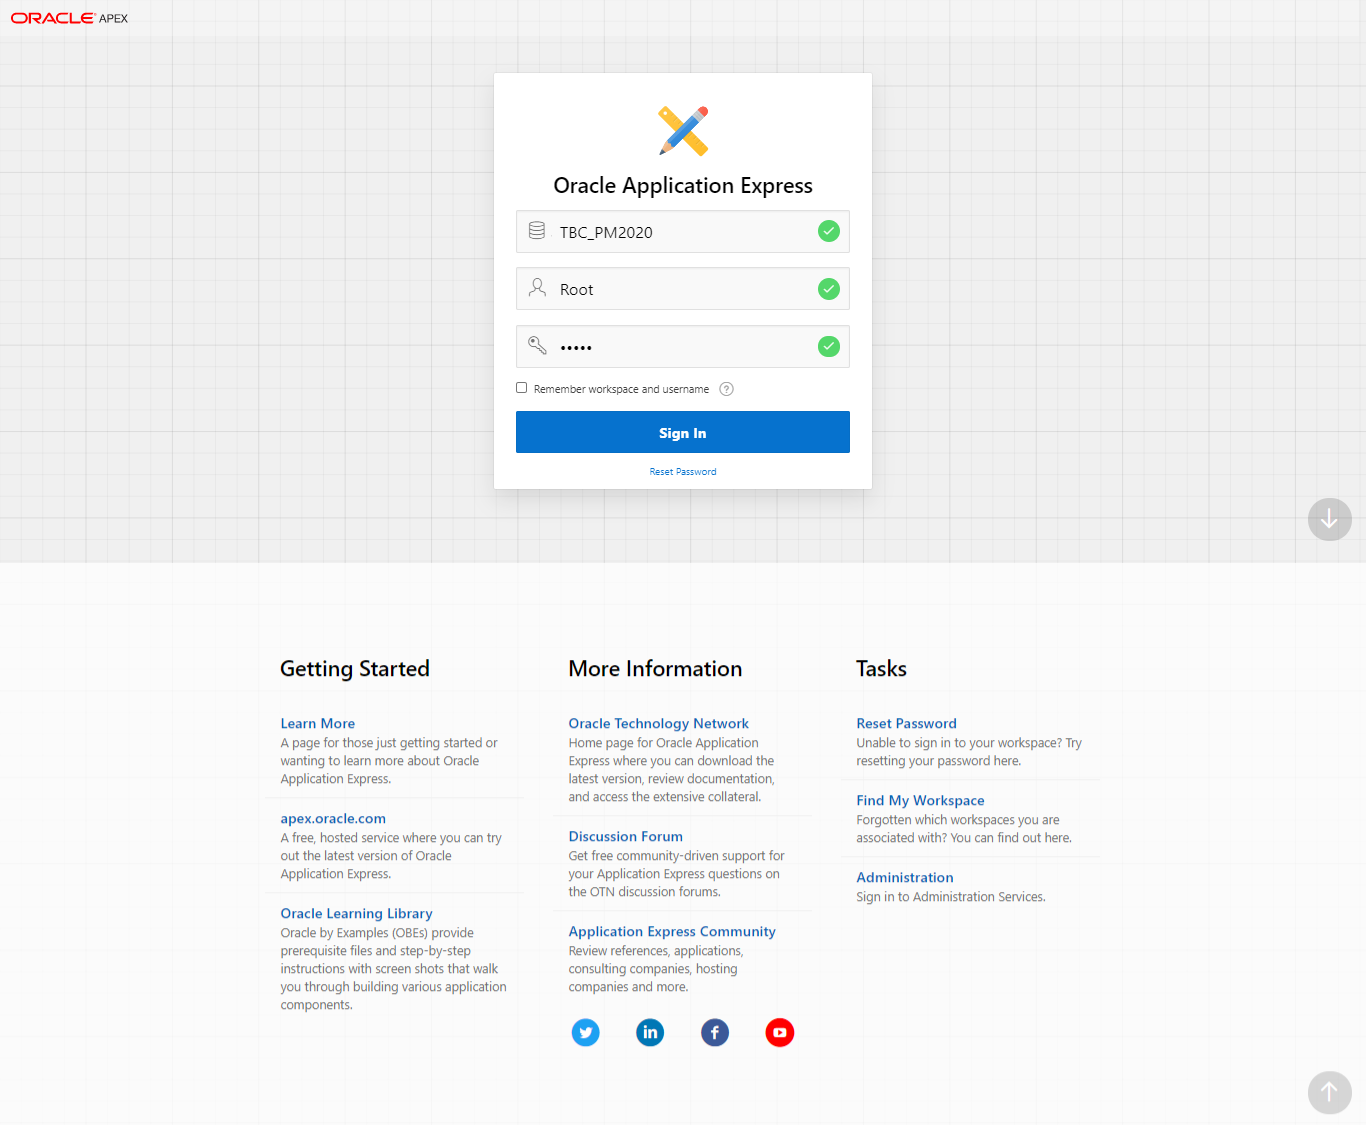 ORACLE APEX
Oracle Application Express
TBC_PM2020
Root
•••••
Remember workspace and username ?
Sign In
Reset Password
Getting Started
Learn More
A page for those just getting started or
wanting to learn more about Oracle
Application Express.
apex.oracle.com
A free, hosted service where you can try
out the latest version of Oracle
Application Express.
Oracle Learning Library
Oracle by Examples (OBEs) provide
prerequisite files and step-by-step
instructions with screen shots that walk
you through building various application
components.
More Information
Oracle Technology Network
Home page for Oracle Application
Express where you can download the
latest version, review documentation,
and access the extensive collateral.
Discussion Forum
Get free community-driven support for
your Application Express questions on
the OTN discussion forums.
Application Express Community
Review references, applications,
consulting companies, hosting
companies and more.
in f
Tasks
Reset Password
Unable to sign in to your workspace? Try
resetting your password here.
Find My Workspace
Forgotten which workspaces you are
associated with? You can find out here.
Administration
Sign in to Administration Services.